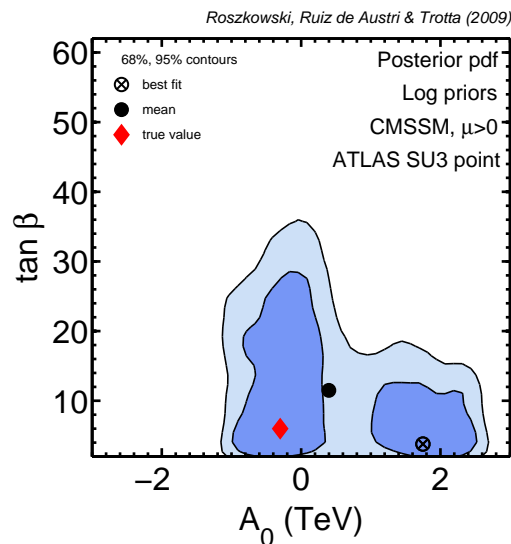 Roszkowski, Ruiz de Austri & Trotta (2009)
68%, 95% contours
best fit
mean
true value
Posterior pdf
Log priors
CMSSM, μ>0
ATLAS SU3 point
tan β
60
50
40
30
20
10
−2 0 2
A₀ (TeV)